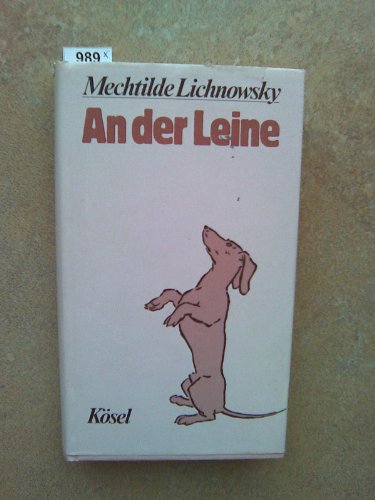 989 x
Mechtilde Lichnowsky
An der Leine
Kösel